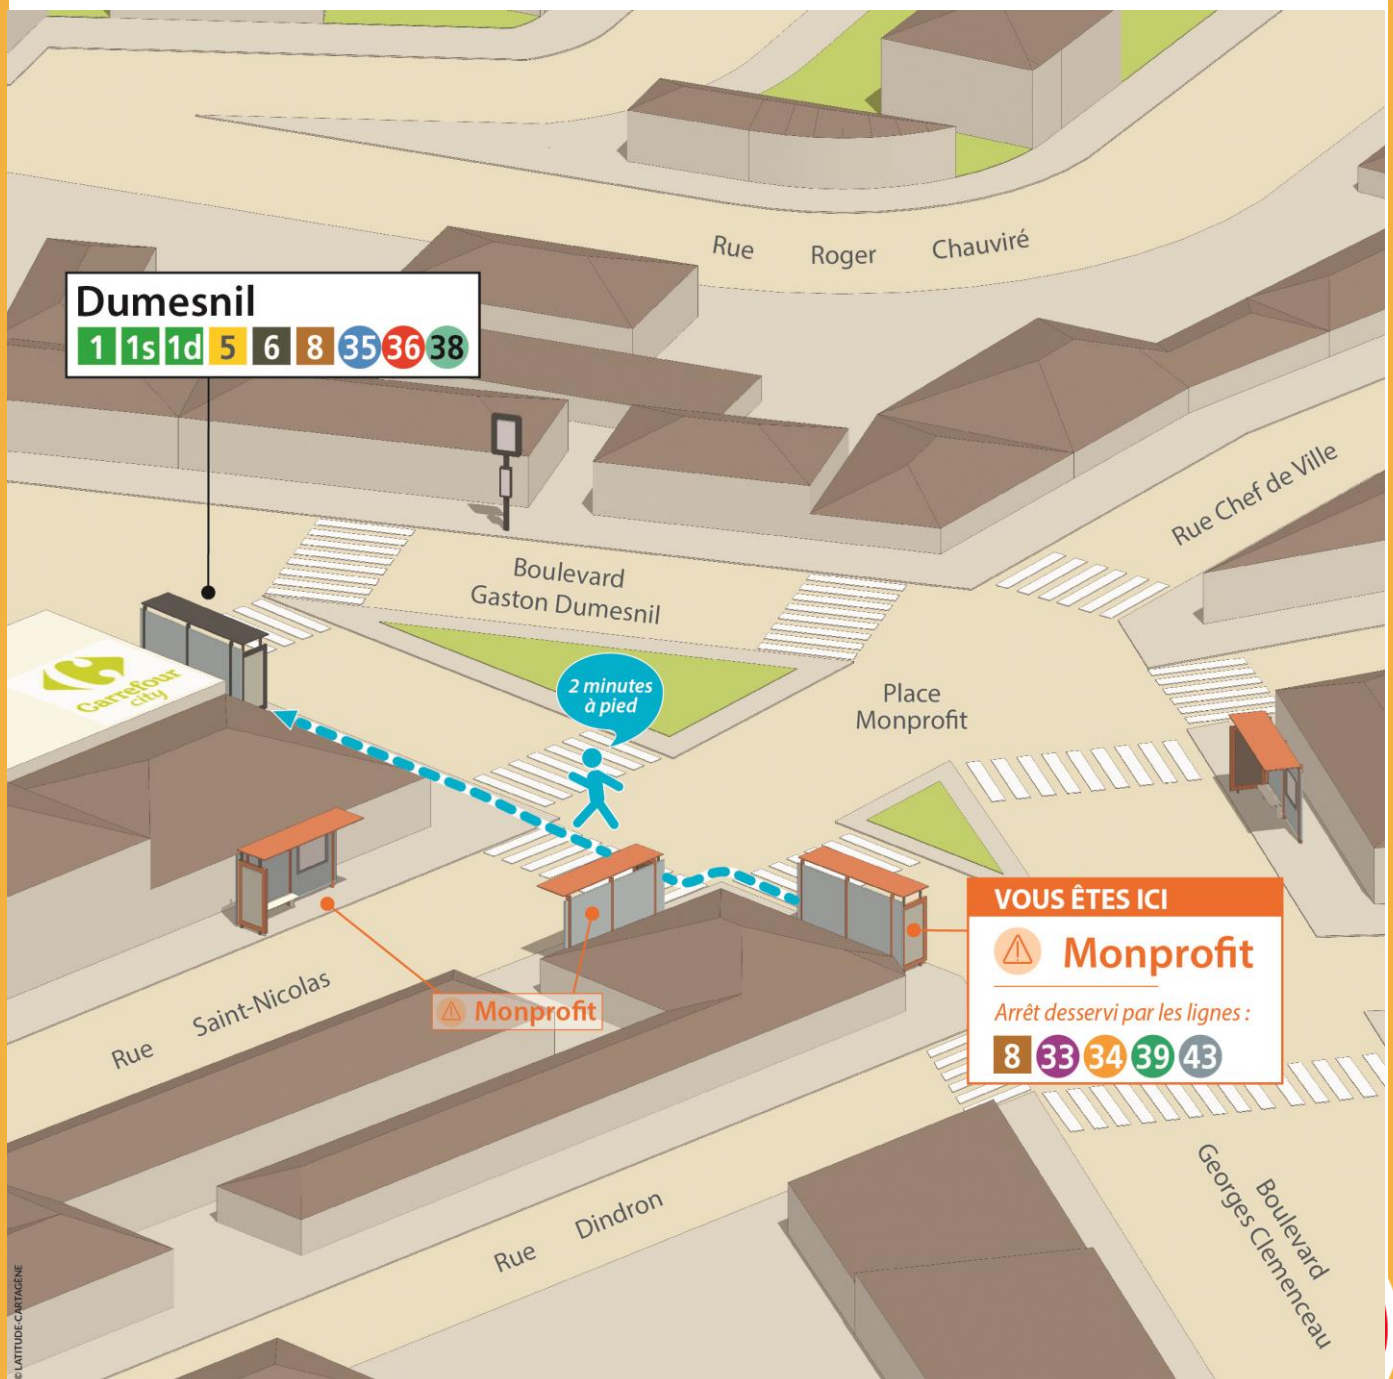 Rue Roger Chauviré
Dumesnil
1 1s 1d 5 6 8 35 36 38
Rue Chef de Ville
Boulevard
Gaston Dumesnil
Carrefour
city
2 minutes
à pied
Place
Monprofit
VOUS ÊTES ICI
Monprofit
Arrêt desservi par les lignes :
8 33 34 39 43
Monprofit
Rue Saint-Nicolas
Rue Dindron
Boulevard
Georges Clemenceau
© LATITUDE-CARTAGÈNE